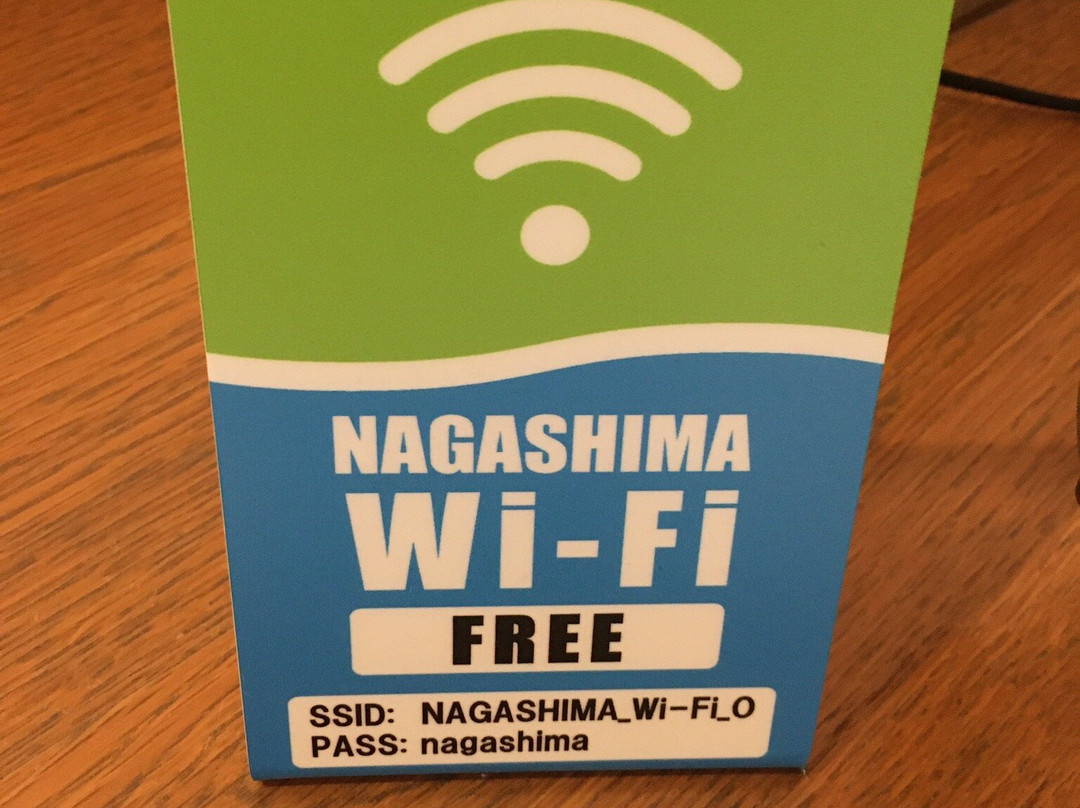 NAGASHIMA
Wi-Fi
FREE
SSID: NAGASHIMA_Wi-Fi_O
PASS: nagashima